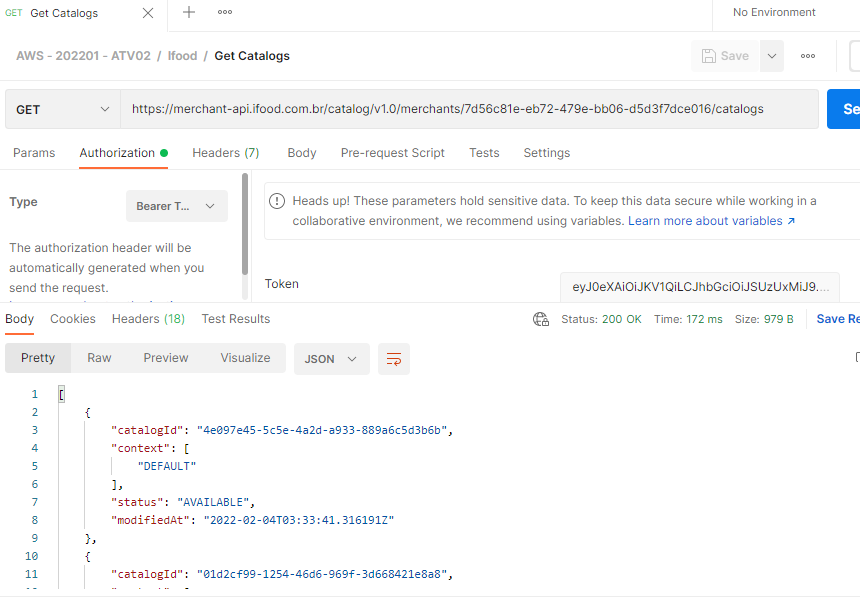 GET Get Catalogs No Environment
AWS - 202201 - ATV02 / Ifood / Get Catalogs Save
GET https://merchant-api.ifood.com.br/catalog/v1.0/merchants/7d56c81e-eb72-479e-bb06-d5d3f7dce016/catalogs Se
Params Authorization Headers (7) Body Pre-request Script Tests Settings
Type Bearer T...
The authorization header will be
automatically generated when you
send the request.
Heads up! These parameters hold sensitive data. To keep this data secure while working in a
collaborative environment, we recommend using variables. Learn more about variables ↗
Token eyJ0eXAiOiJKV1QiLCJhbGciOiJSUzUxMiJ9....
Body Cookies Headers (18) Test Results Status: 200 OK Time: 172 ms Size: 979 B Save Re
Pretty Raw Preview Visualize JSON
1 [
2 {
3 "catalogId": "4e097e45-5c5e-4a2d-a933-889a6c5d3b6b",
4 "context": [
5 "DEFAULT"
6 ],
7 "status": "AVAILABLE",
8 "modifiedAt": "2022-02-04T03:33:41.316191Z"
9 },
10 {
11 "catalogId": "01d2cf99-1254-46d6-969f-3d668421e8a8",